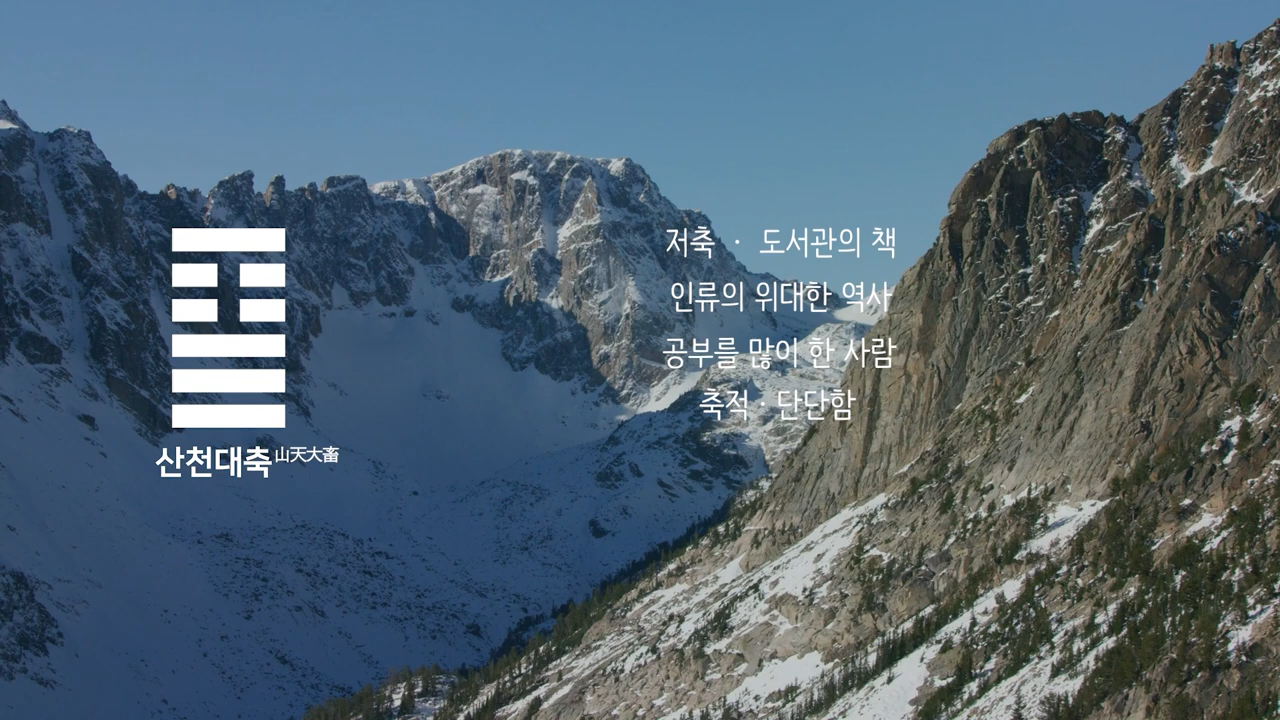 산천대축山天大畜
저축 · 도서관의 책
인류의 위대한 역사
공부를 많이 한 사람
축적 · 단단함